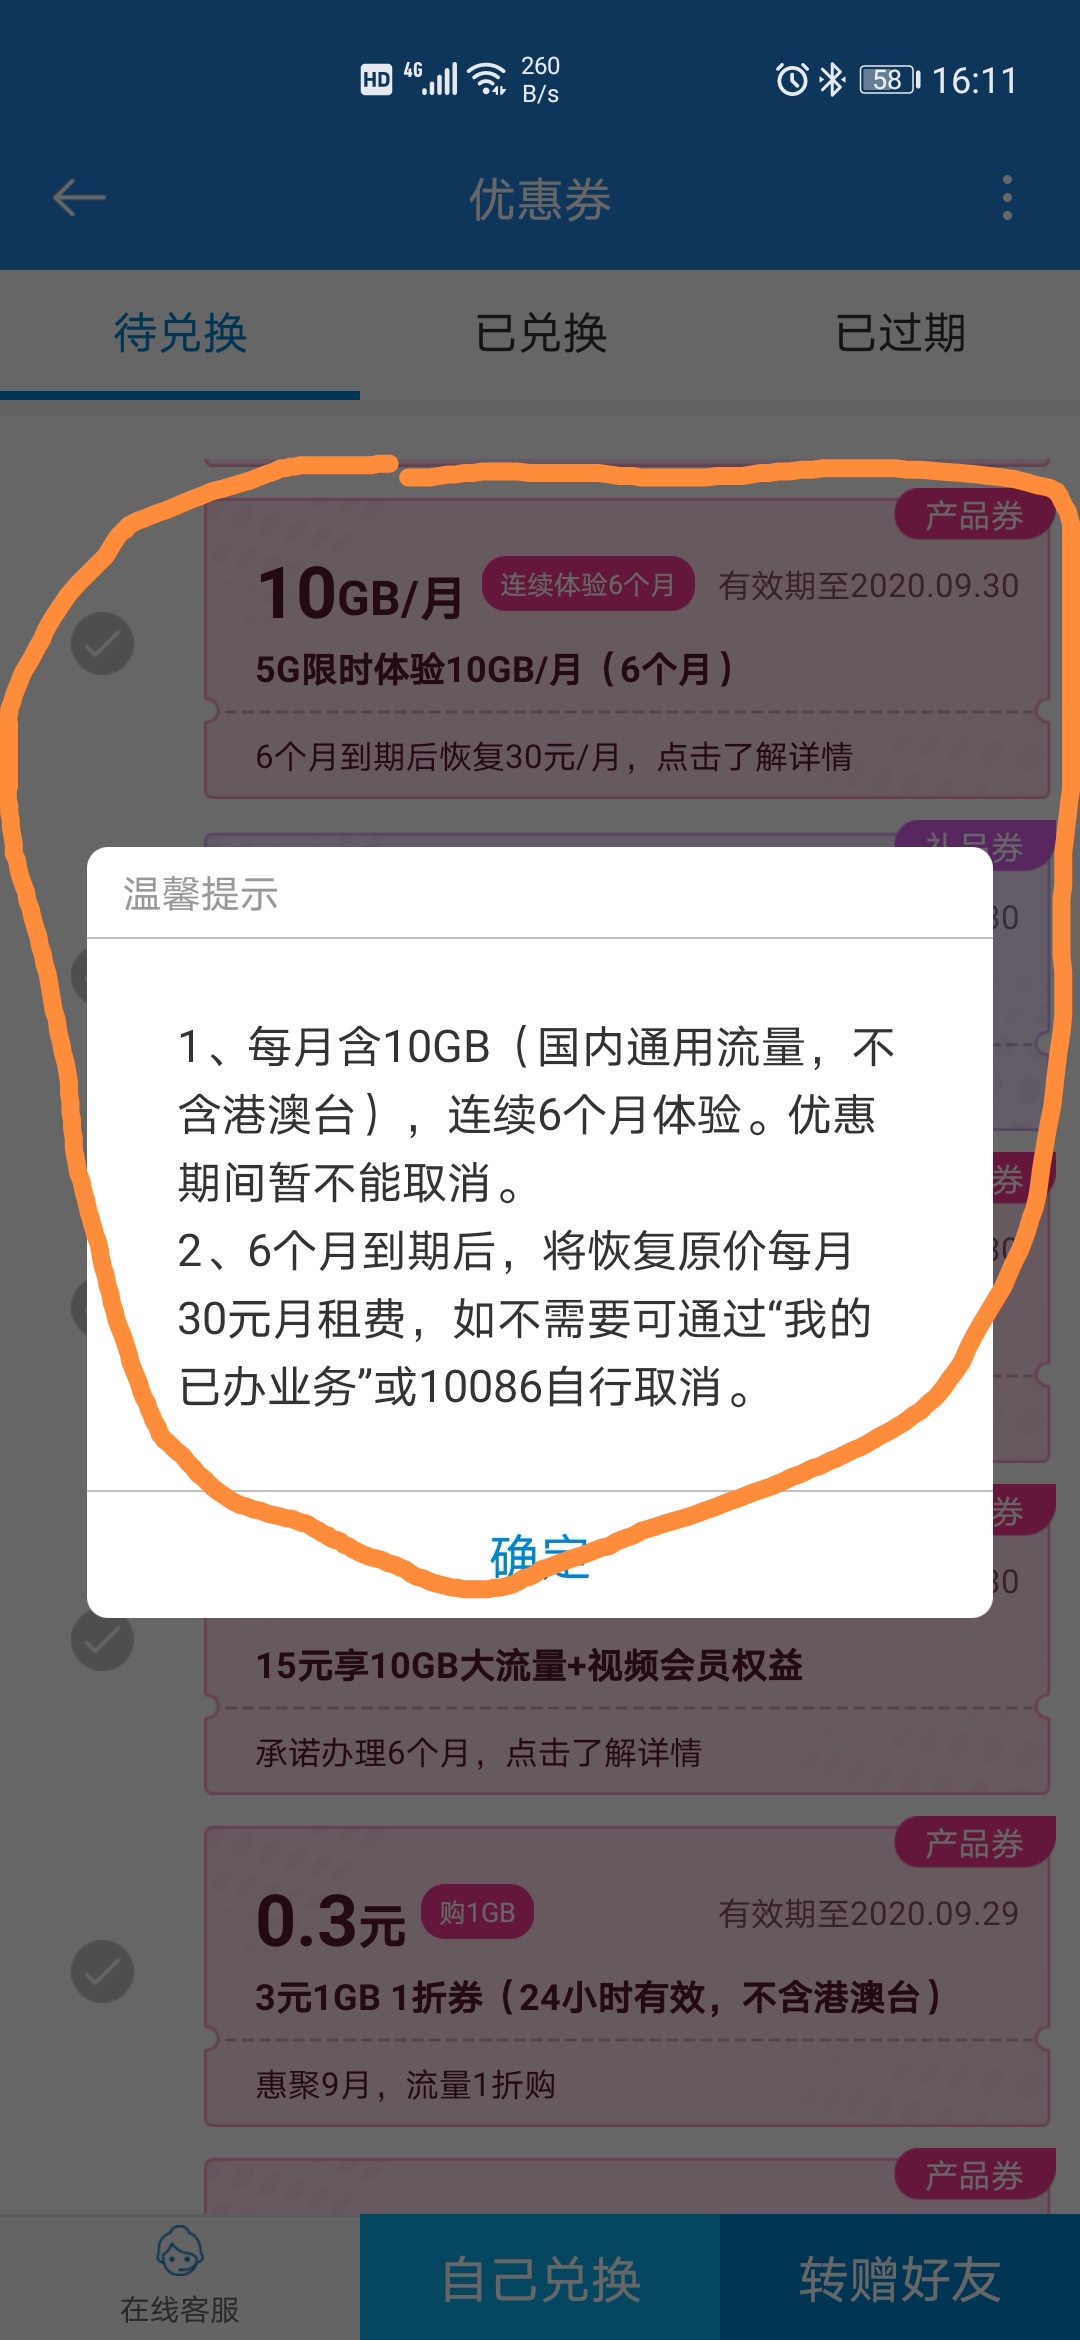 HD 4G 260 B/s 58 16:11
优惠券
待兑换 已兑换 已过期
产品券
10GB/月 连续体验6个月 有效期至2020.09.30
5G限时体验10GB/月（6个月）
6个月到期后恢复30元/月，点击了解详情
礼品券
温馨提示
30
1、每月含10GB（国内通用流量，不
含港澳台），连续6个月体验。优惠
期间暂不能取消。
券
2、6个月到期后，将恢复原价每月
30
30元月租费，如不需要可通过“我的
已办业务”或10086自行取消。
券
确定
30
15元享10GB大流量+视频会员权益
承诺办理6个月，点击了解详情
产品券
0.3元 购1GB 有效期至2020.09.29
3元1GB 1折券（24小时有效，不含港澳台）
惠聚9月，流量1折购
产品券
在线客服 自己兑换 转赠好友